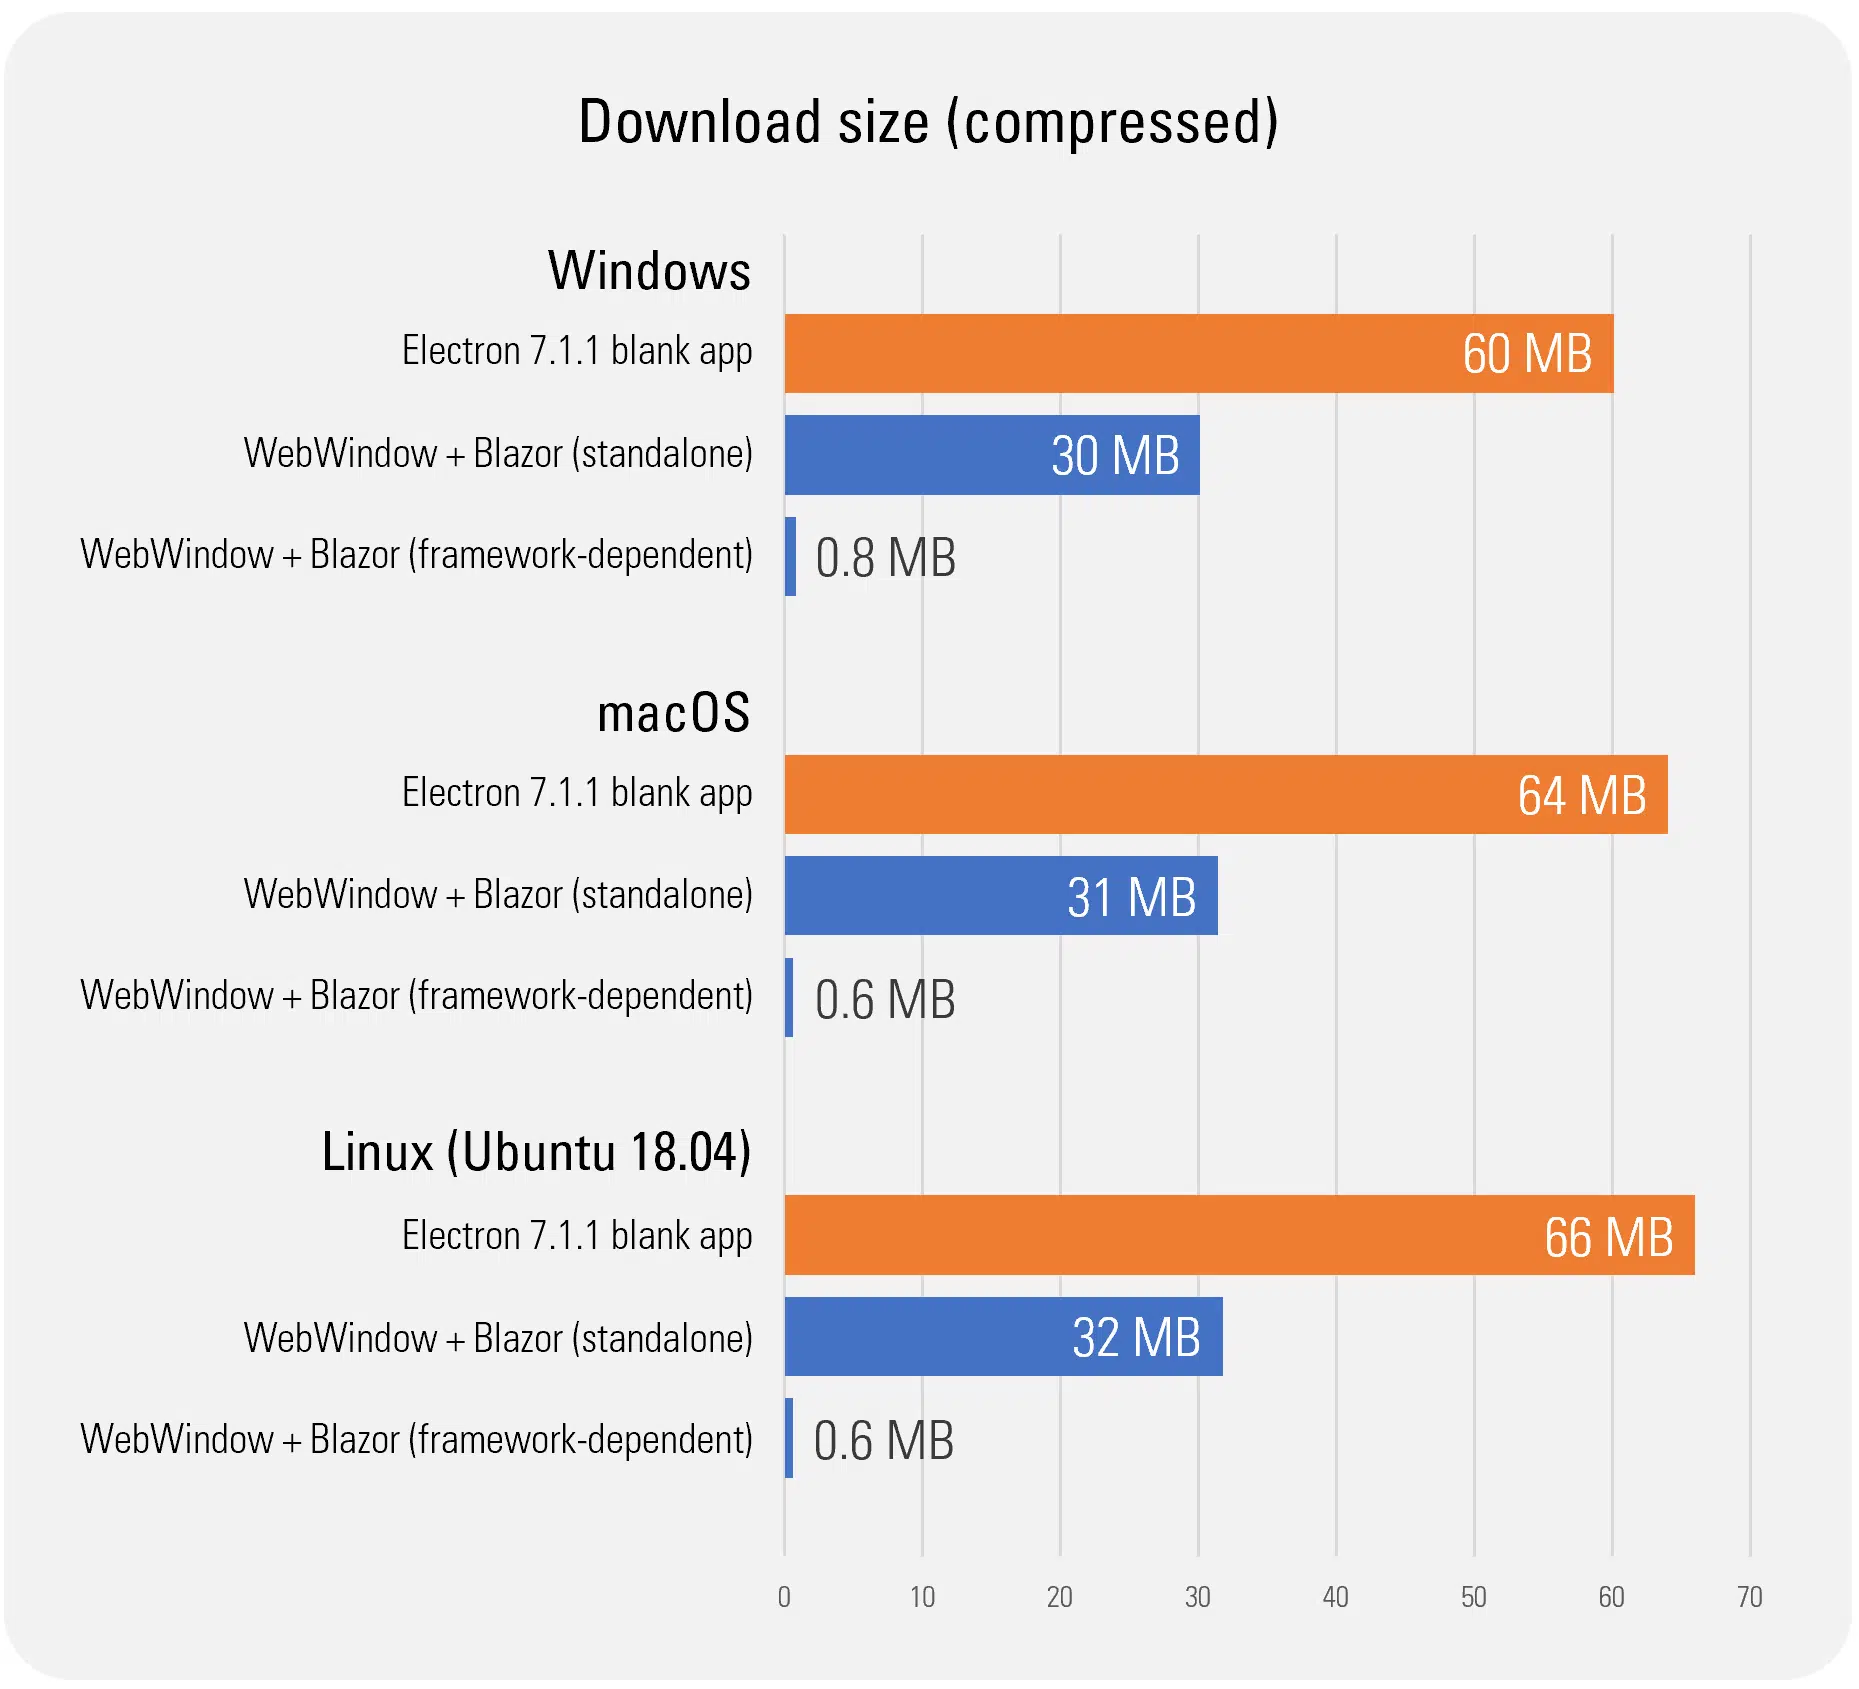 Download size (compressed)
Windows
Electron 7.1.1 blank app
60 MB
WebWindow + Blazor (standalone)
30 MB
WebWindow + Blazor (framework-dependent)
0.8 MB
macOS
Electron 7.1.1 blank app
64 MB
WebWindow + Blazor (standalone)
31 MB
WebWindow + Blazor (framework-dependent)
0.6 MB
Linux (Ubuntu 18.04)
Electron 7.1.1 blank app
66 MB
WebWindow + Blazor (standalone)
32 MB
WebWindow + Blazor (framework-dependent)
0.6 MB
0 10 20 30 40 50 60 70